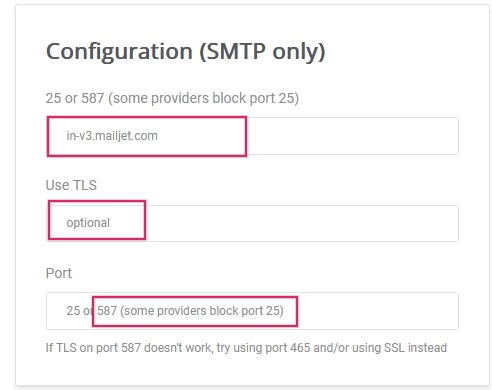 Configuration (SMTP only)
25 or 587 (some providers block port 25)
in-v3.mailjet.com
Use TLS
optional
Port
25 or 587 (some providers block port 25)
If TLS on port 587 doesn't work, try using port 465 and/or using SSL instead